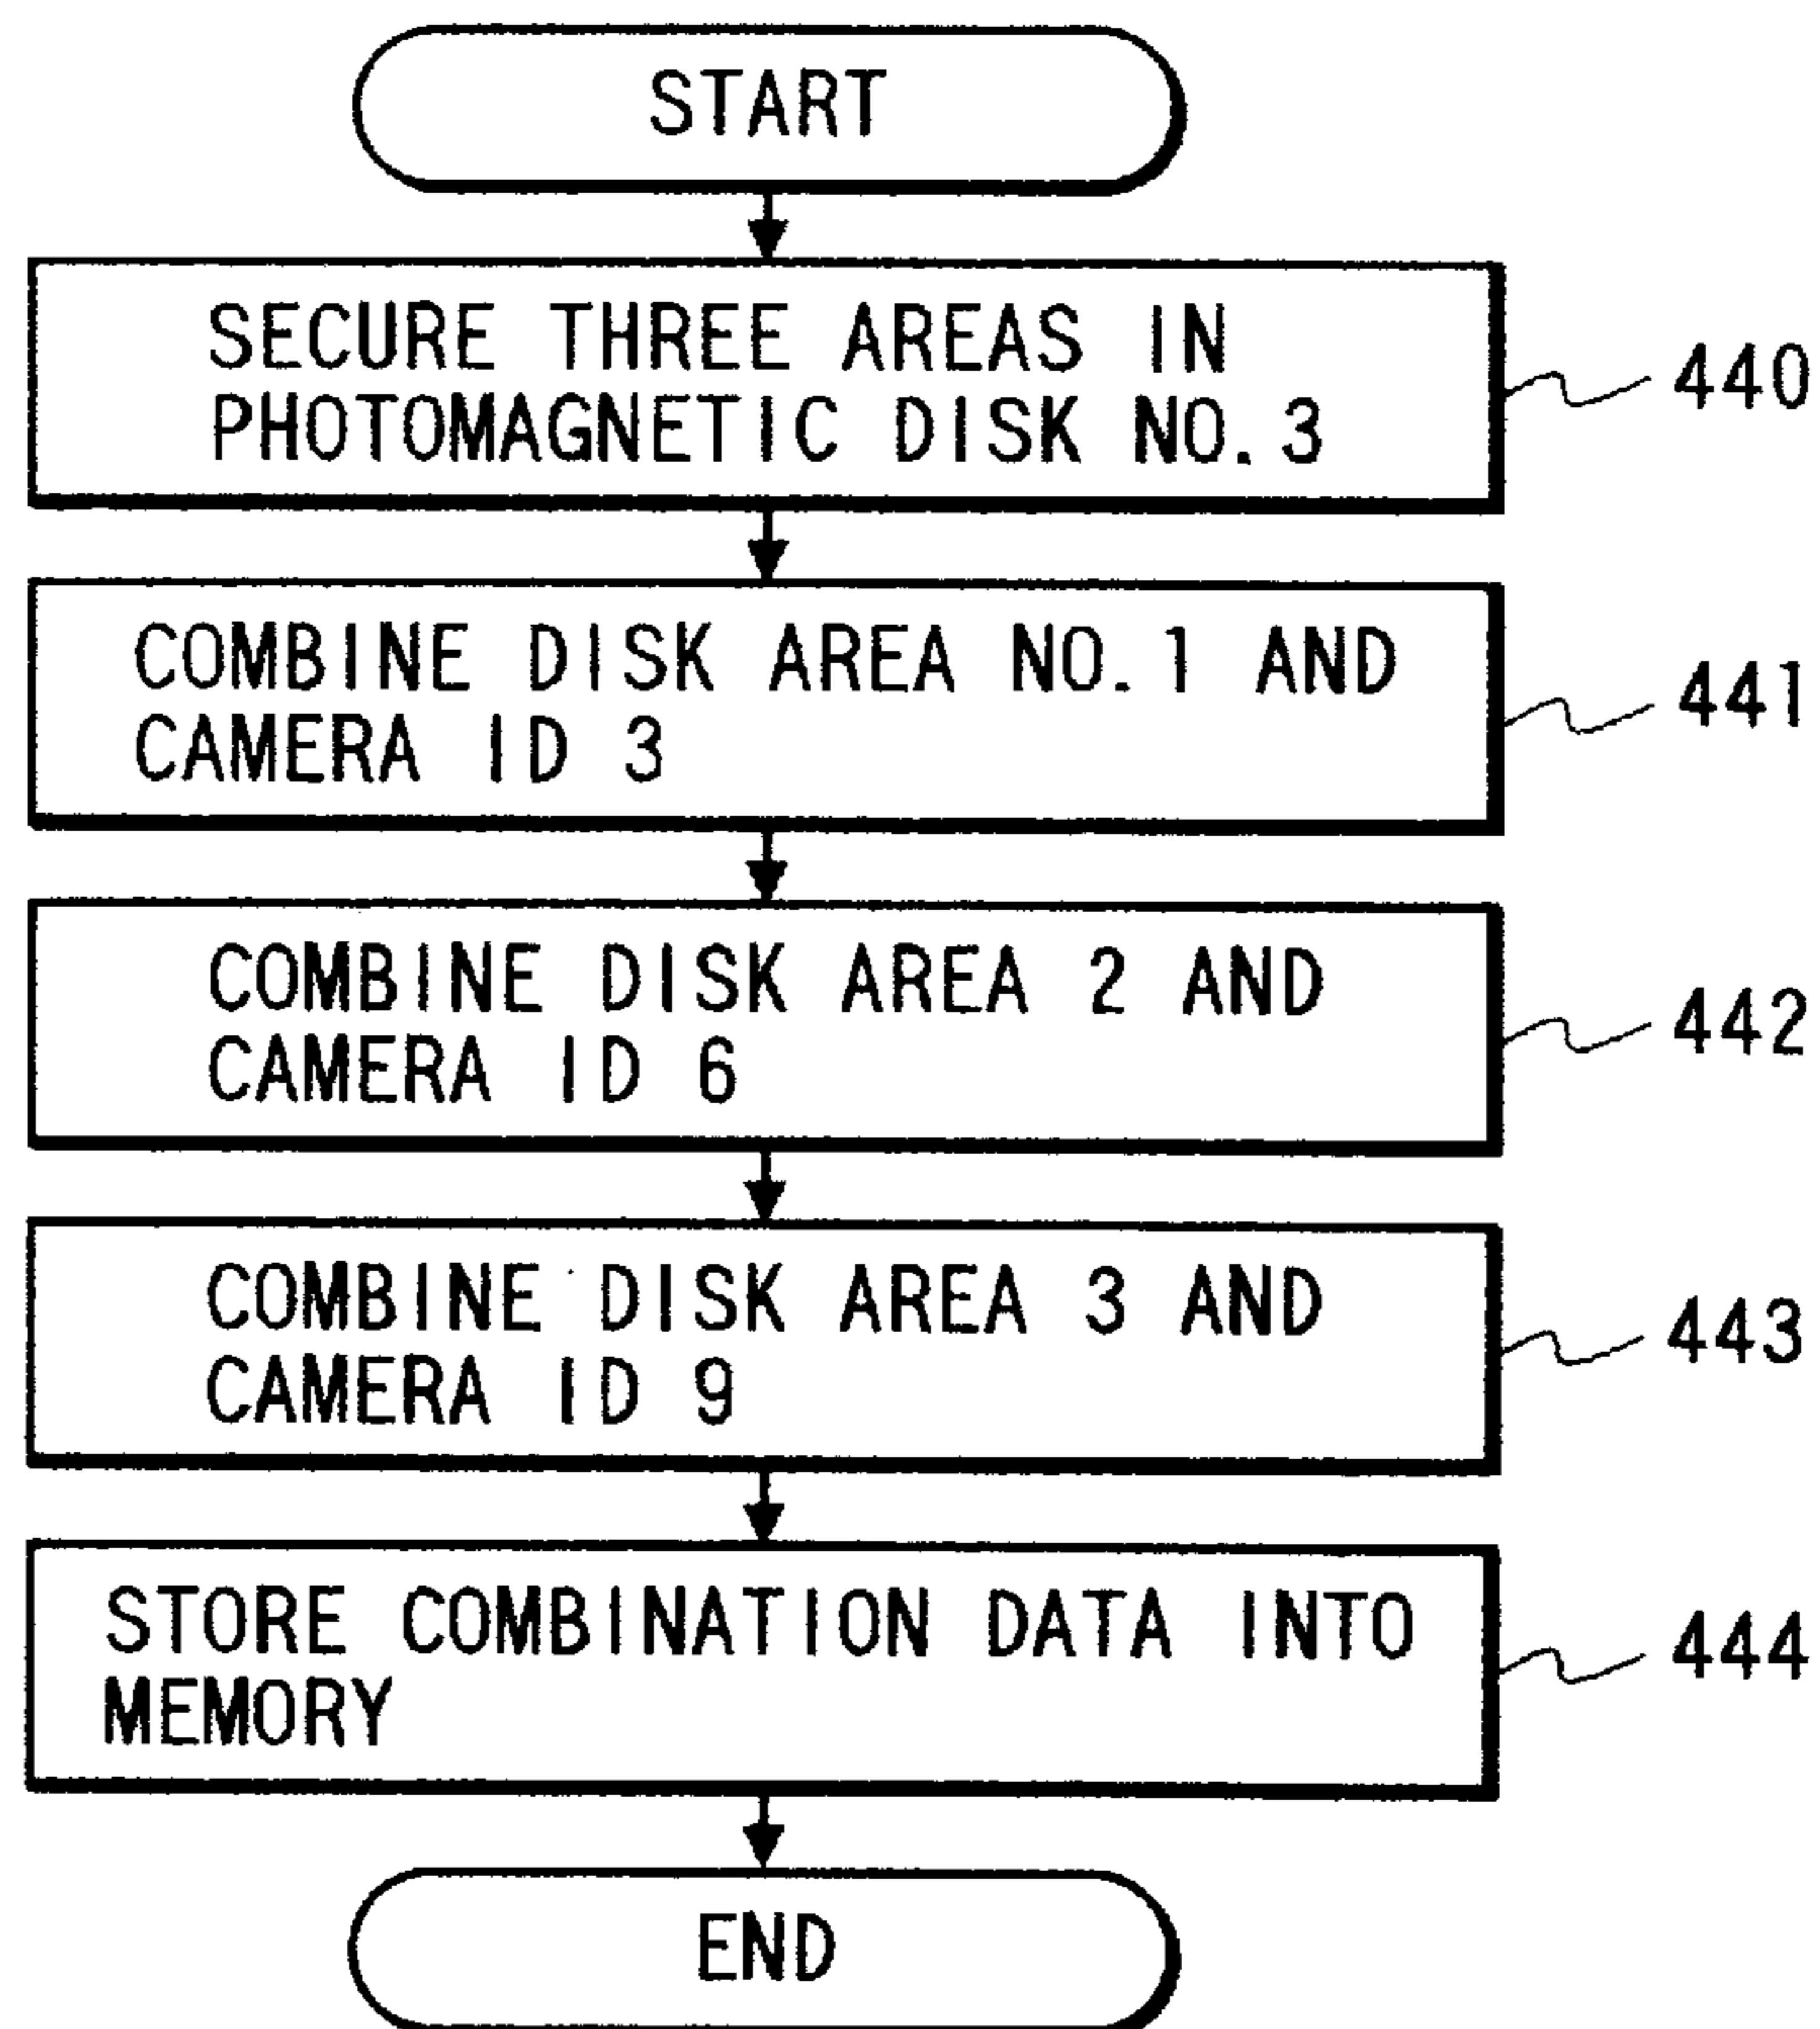 START
SECURE THREE AREAS IN
PHOTOMAGNETIC DISK NO.3
440
COMBINE DISK AREA NO.1 AND
CAMERA ID 3
441
COMBINE DISK AREA 2 AND
CAMERA ID 6
442
COMBINE DISK AREA 3 AND
CAMERA ID 9
443
STORE COMBINATION DATA INTO
MEMORY
444
END